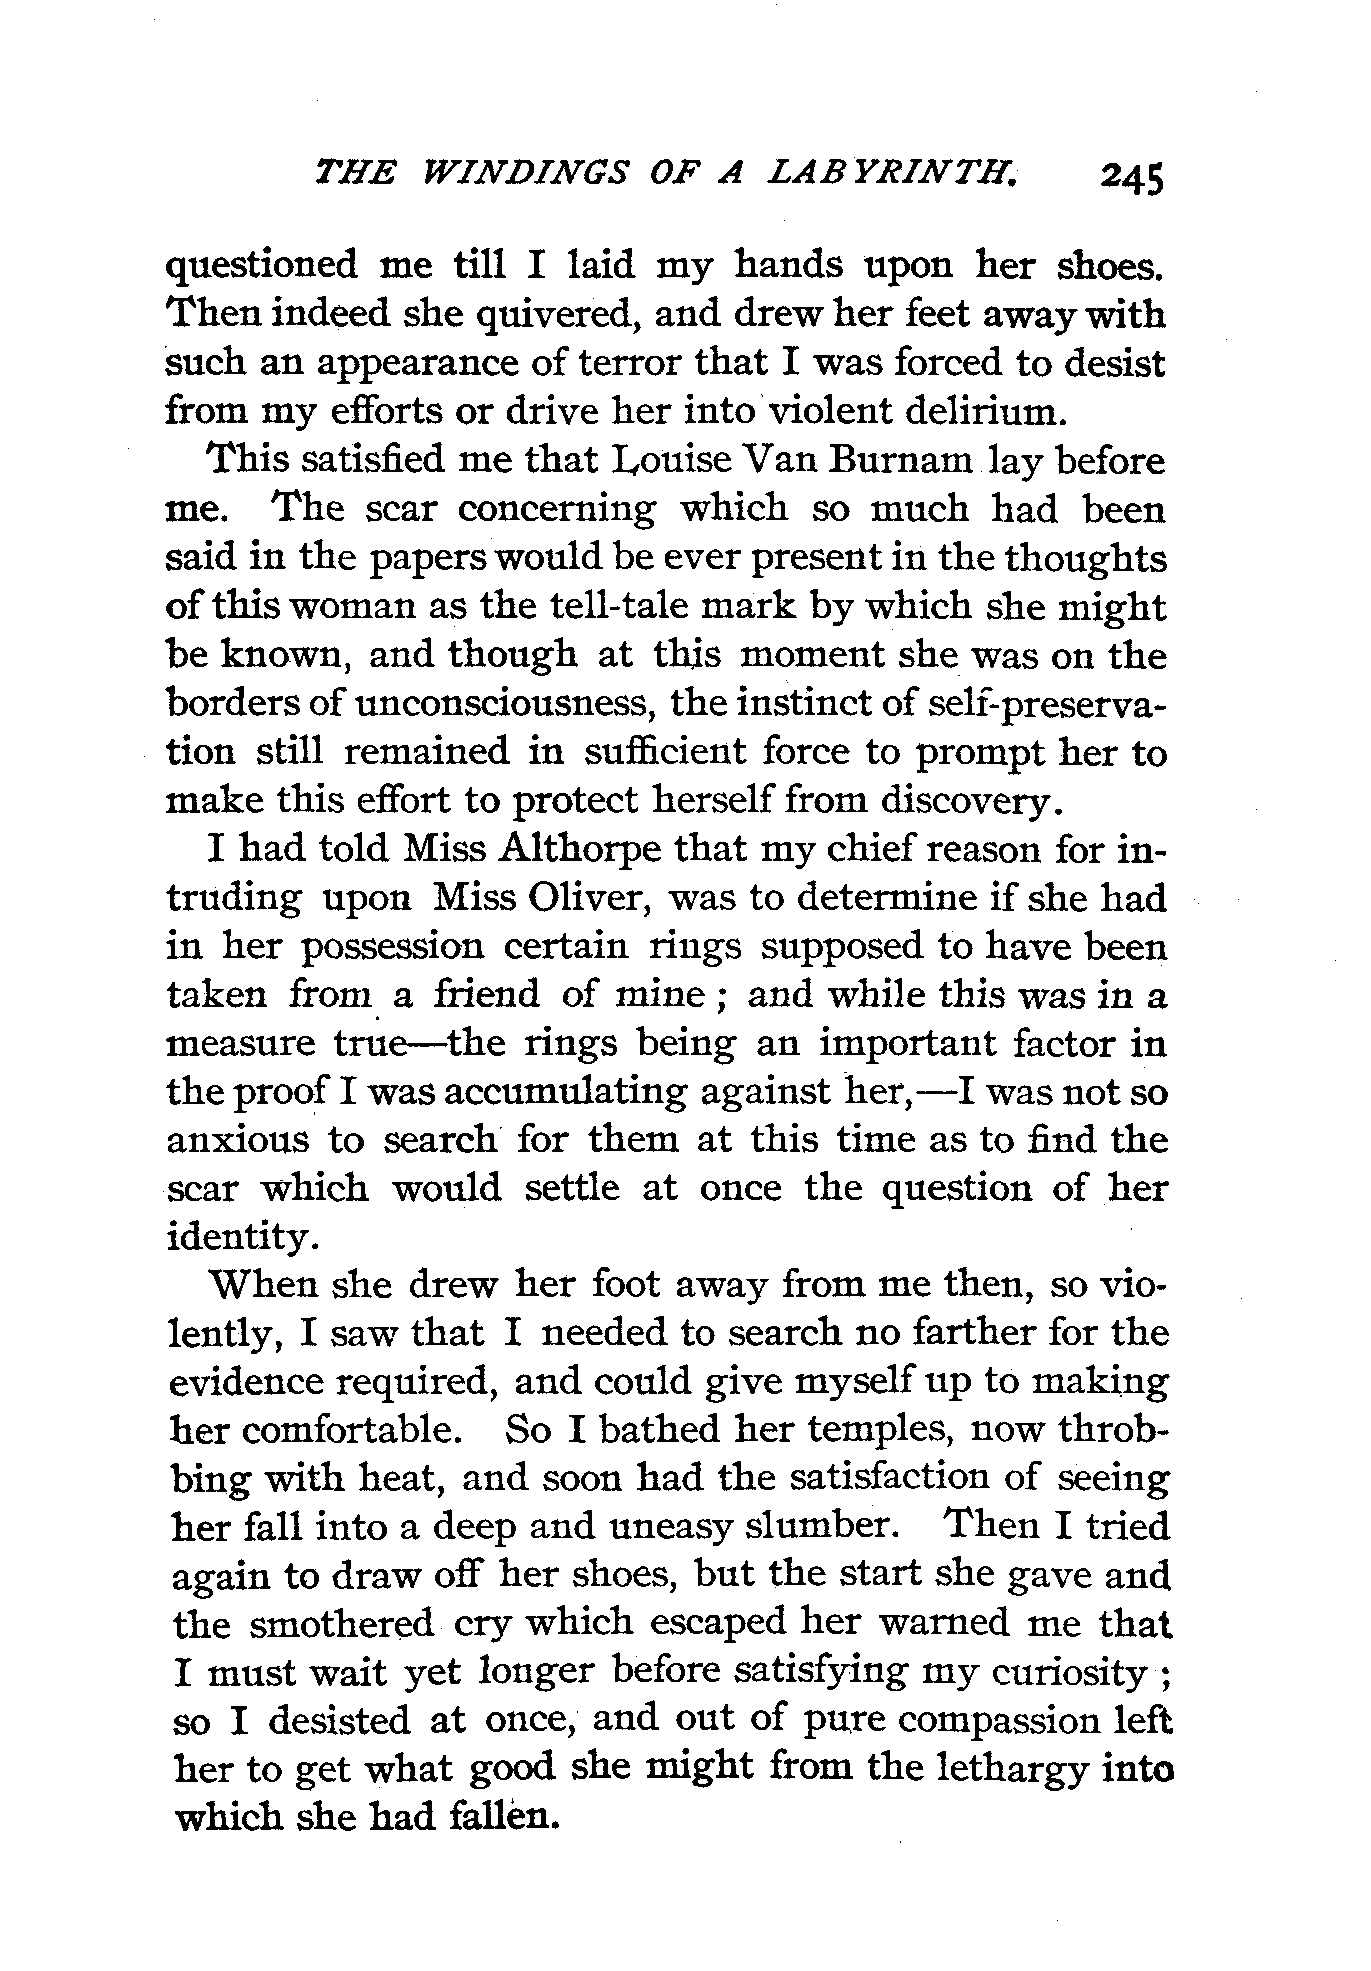 THE WINDINGS OF A LABYRINTH. 245
questioned me till I laid my hands upon her shoes.
Then indeed she quivered, and drew her feet away with
such an appearance of terror that I was forced to desist
from my efforts or drive her into violent delirium.
This satisfied me that Louise Van Burnam lay before
me. The scar concerning which so much had been
said in the papers would be ever present in the thoughts
of this woman as the tell-tale mark by which she might
be known, and though at this moment she was on the
borders of unconsciousness, the instinct of self-preserva-
tion still remained in sufficient force to prompt her to
make this effort to protect herself from discovery.
I had told Miss Althorpe that my chief reason for in-
truding upon Miss Oliver, was to determine if she had
in her possession certain rings supposed to have been
taken from a friend of mine ; and while this was in a
measure true—the rings being an important factor in
the proof I was accumulating against her,—I was not so
anxious to search for them at this time as to find the
scar which would settle at once the question of her
identity.
When she drew her foot away from me then, so vio-
lently, I saw that I needed to search no farther for the
evidence required, and could give myself up to making
her comfortable. So I bathed her temples, now throb-
bing with heat, and soon had the satisfaction of seeing
her fall into a deep and uneasy slumber. Then I tried
again to draw off her shoes, but the start she gave and
the smothered cry which escaped her warned me that
I must wait yet longer before satisfying my curiosity ;
so I desisted at once, and out of pure compassion left
her to get what good she might from the lethargy into
which she had fallen.